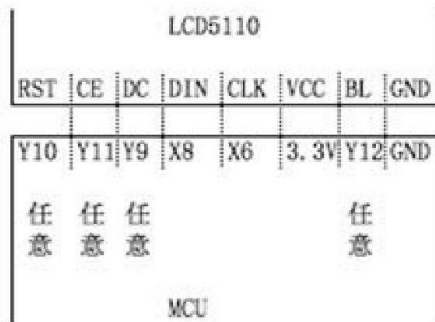 LCD5110
RST CE DC DIN CLK VCC BL GND
Y10 Y11 Y9 X8 X6 3.3V Y12 GND
任 任 任 任
意 意 意 意
MCU